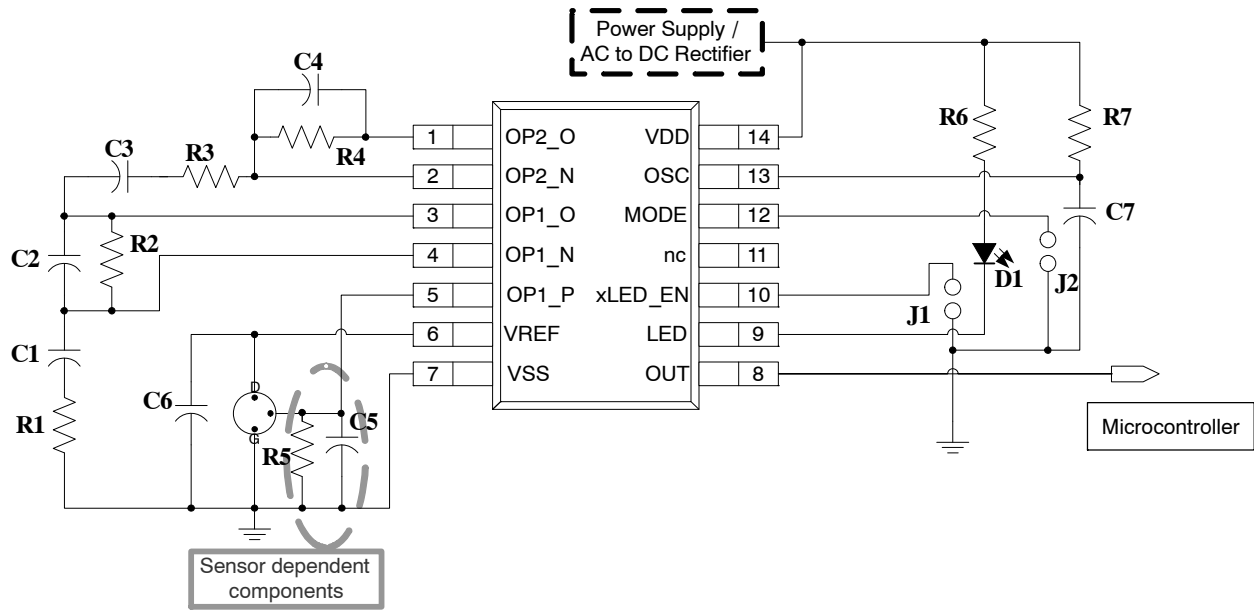 Power Supply /
AC to DC Rectifier
C4
R4
C3
R3
R6
R7
1
OP2_O
VDD
14
2
OP2_N
OSC
13
3
OP1_O
MODE
12
C7
R2
C2
4
OP1_N
nc
11
D1
J2
5
OP1_P
xLED_EN
10
J1
6
VREF
LED
9
C1
7
VSS
OUT
8
D
C6
G
R5
C5
R1
Microcontroller
Sensor dependent
components